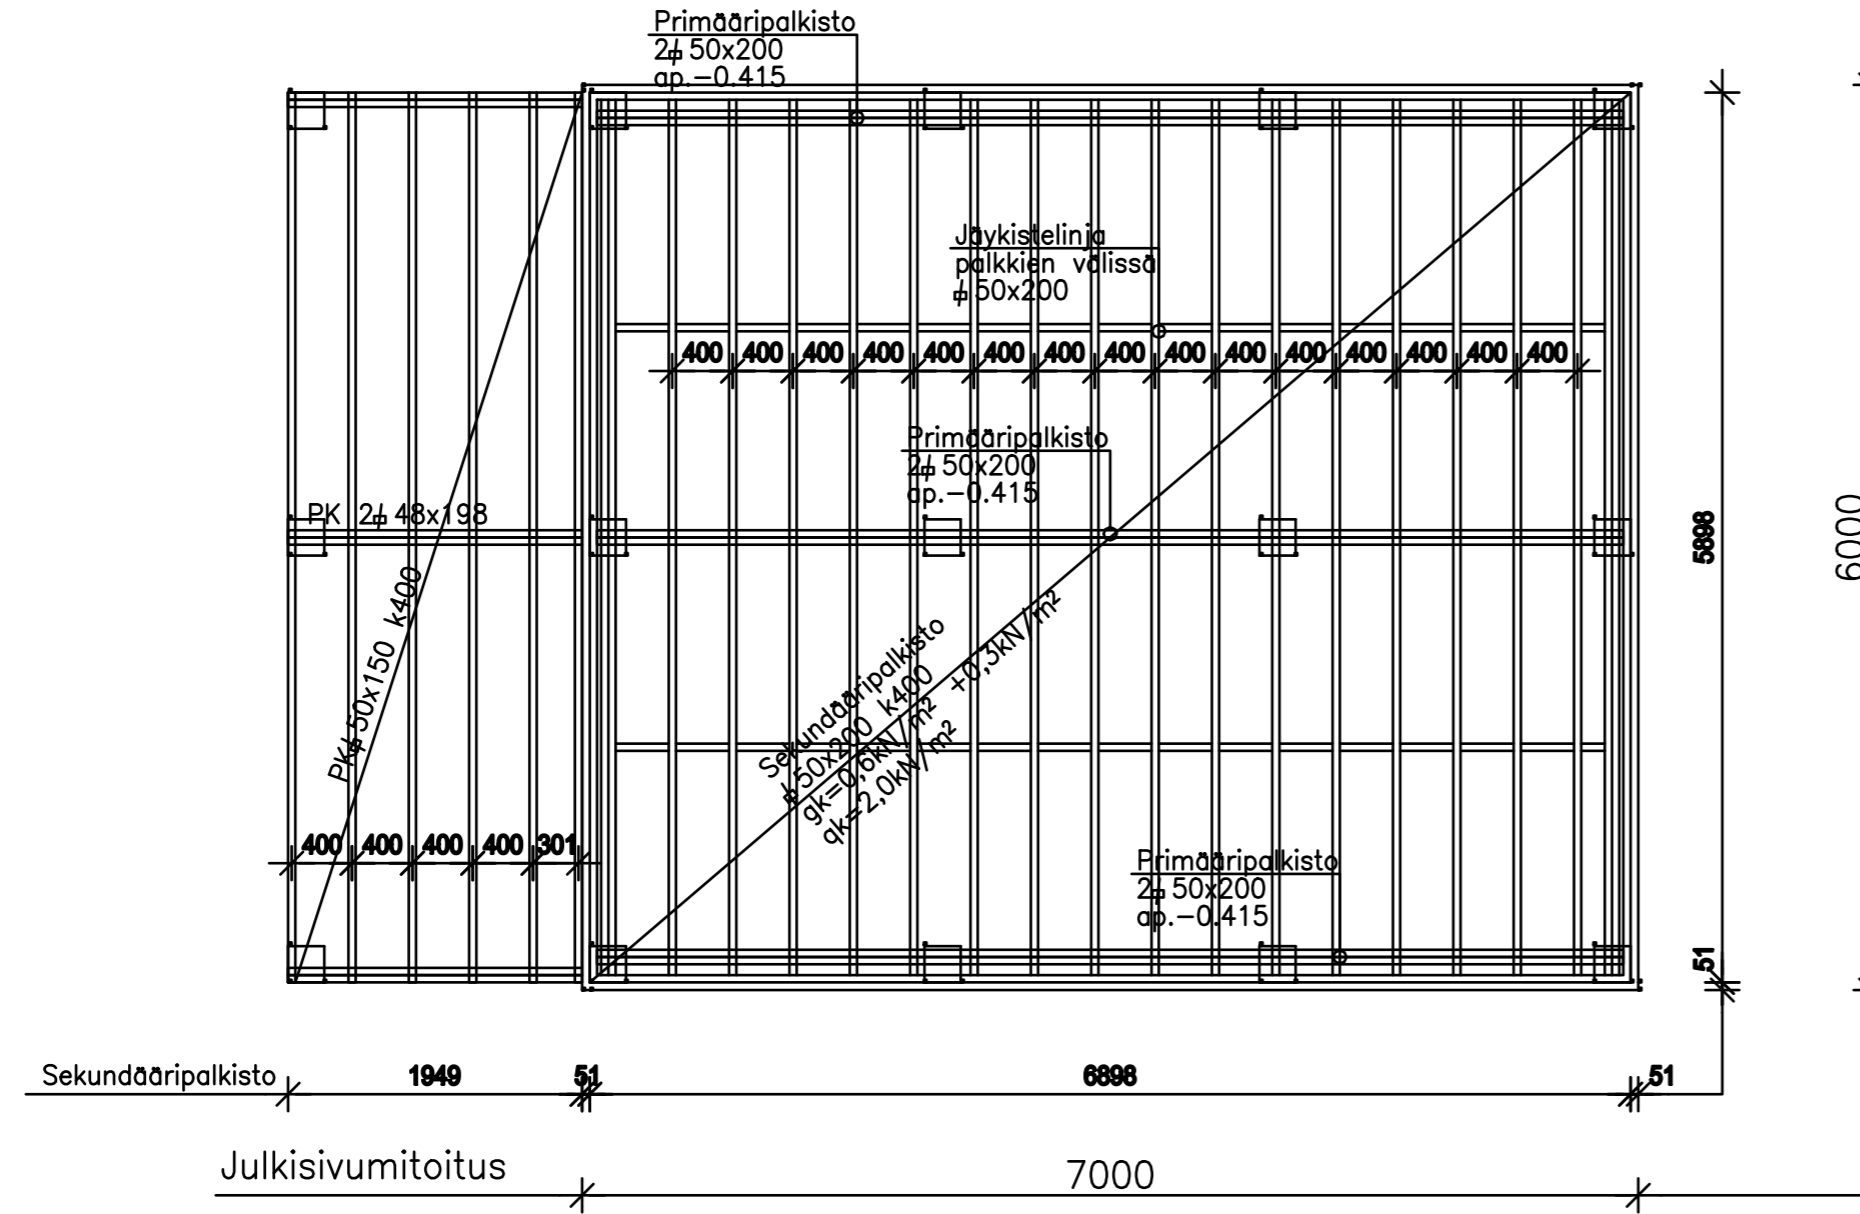 Primääripalkisto
2⌽ 50x200
ap.-0.415
Jäykistelinja
palkkien välissä
⌽ 50x200
400 400 400 400 400 400 400 400 400 400 400 400 400 400 400
Primääripalkisto
2⌽ 50x200
ap.-0.415
PK 2⌽ 48x198
5898
6000
PK⌽ 50x150 k400
Sekundääripalkisto
⌽ 50x200 k400
gk=0,6kN/m² +0,3kN/m²
qk=2,0kN/m²
400 400 400 400 301
Primääripalkisto
2⌽ 50x200
ap.-0.415
51
Sekundääripalkisto 1949 51 6898 51
Julkisivumitoitus 7000